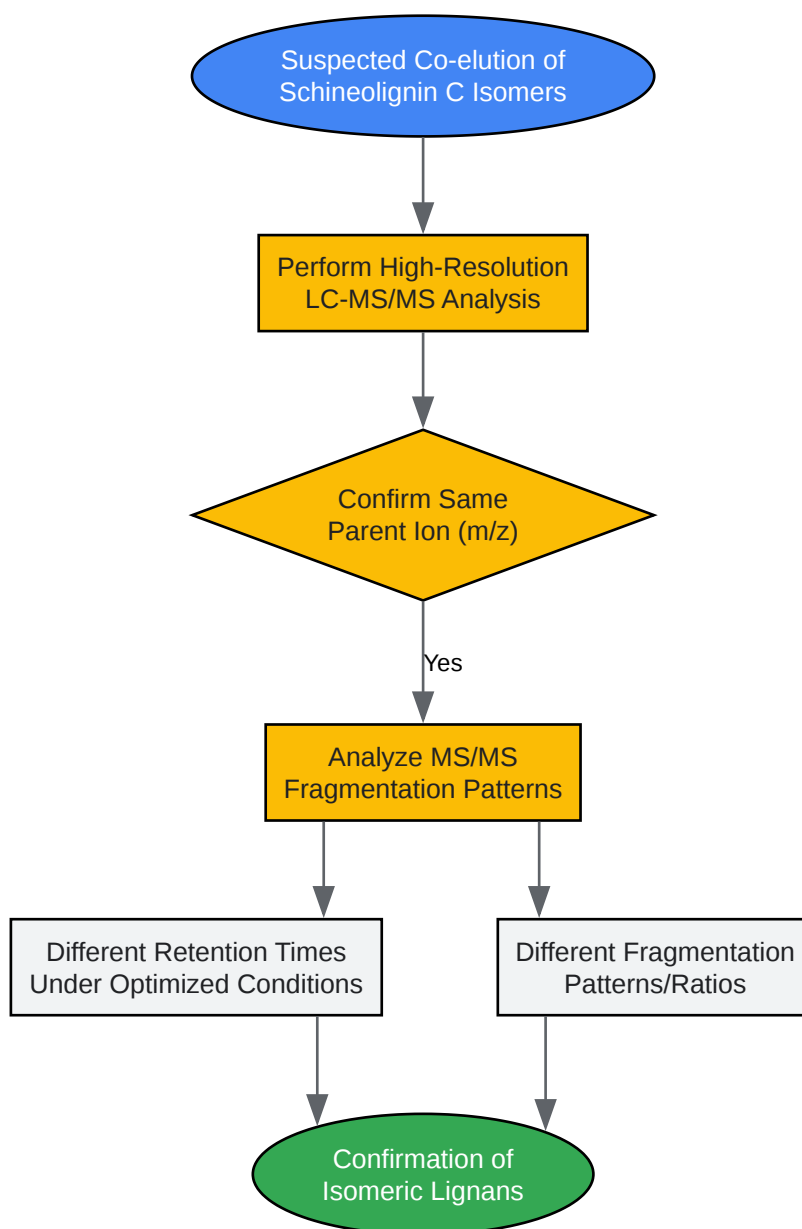 Suspected Co-elution of
Schineolignin C Isomers
Perform High-Resolution
LC-MS/MS Analysis
Confirm Same
Parent Ion (m/z)
Yes
Analyze MS/MS
Fragmentation Patterns
Different Retention Times
Under Optimized Conditions
Different Fragmentation
Patterns/Ratios
Confirmation of
Isomeric Lignans